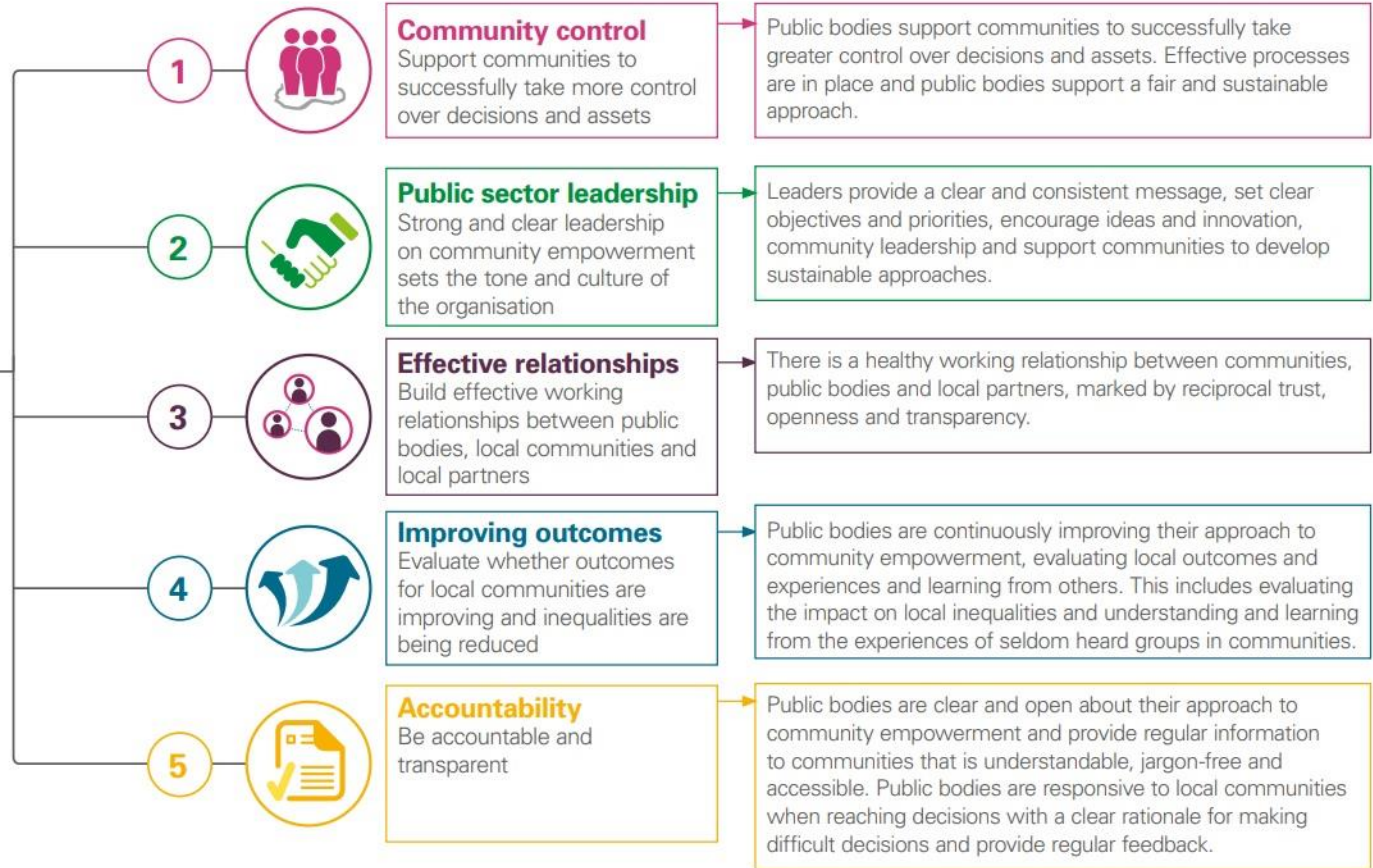 1
Community control
Support communities to
successfully take more control
over decisions and assets
Public bodies support communities to successfully take
greater control over decisions and assets. Effective processes
are in place and public bodies support a fair and sustainable
approach.
2
Public sector leadership
Strong and clear leadership
on community empowerment
sets the tone and culture of
the organisation
Leaders provide a clear and consistent message, set clear
objectives and priorities, encourage ideas and innovation,
community leadership and support communities to develop
sustainable approaches.
3
Effective relationships
Build effective working
relationships between public
bodies, local communities and
local partners
There is a healthy working relationship between communities,
public bodies and local partners, marked by reciprocal trust,
openness and transparency.
4
Improving outcomes
Evaluate whether outcomes
for local communities are
improving and inequalities are
being reduced
Public bodies are continuously improving their approach to
community empowerment, evaluating local outcomes and
experiences and learning from others. This includes evaluating
the impact on local inequalities and understanding and learning
from the experiences of seldom heard groups in communities.
5
Accountability
Be accountable and
transparent
Public bodies are clear and open about their approach to
community empowerment and provide regular information
to communities that is understandable, jargon-free and
accessible. Public bodies are responsive to local communities
when reaching decisions with a clear rationale for making
difficult decisions and provide regular feedback.